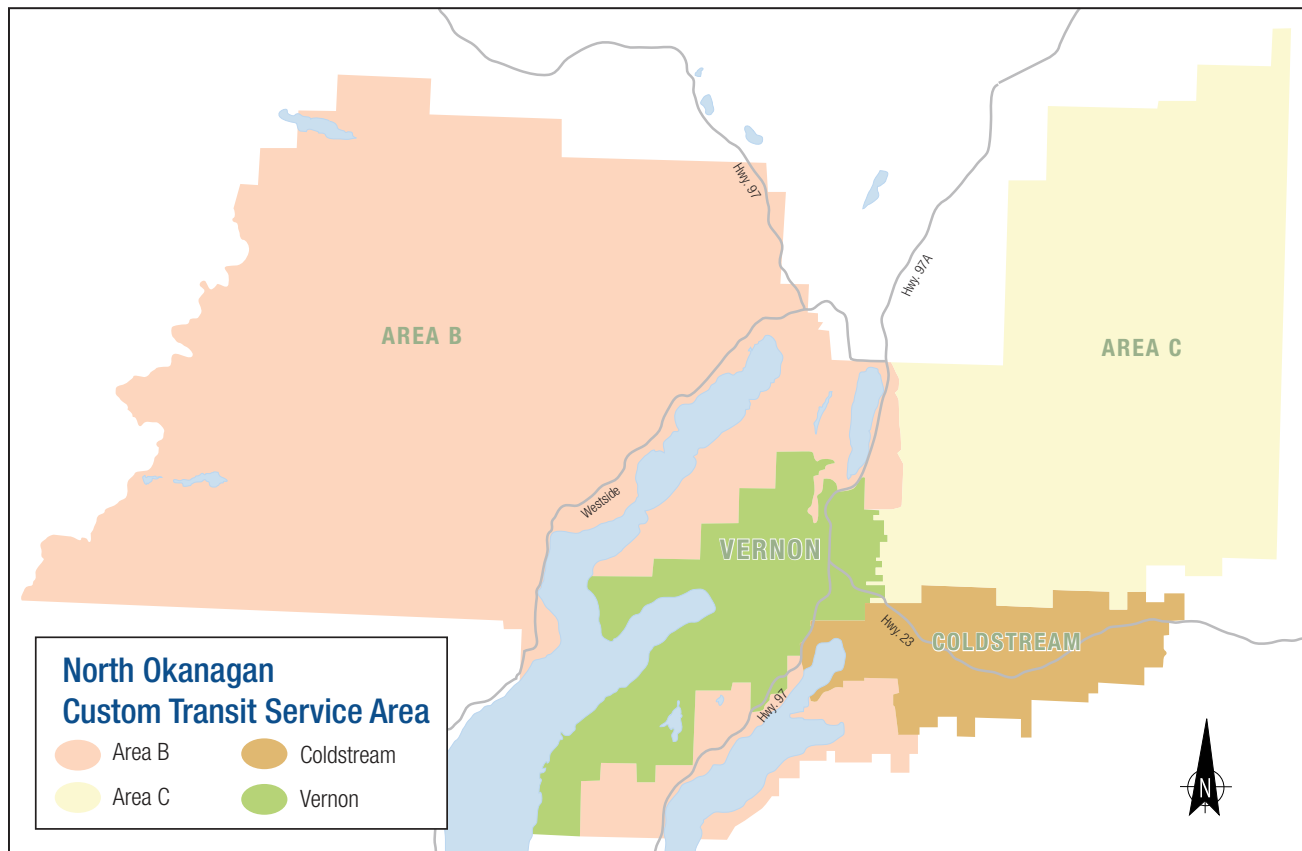 Hwy. 97
Hwy. 97A
AREA B
AREA C
Westside
VERNON
Hwy. 23
COLDSTREAM
Hwy. 97
North Okanagan
Custom Transit Service Area
Area B
Coldstream
Area C
Vernon
N